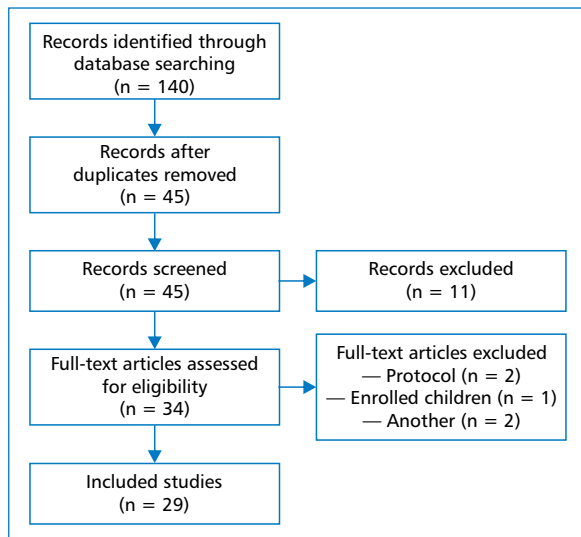 Records identified through
database searching
(n = 140)
Records after
duplicates removed
(n = 45)
Records screened
(n = 45)
Records excluded
(n = 11)
Full-text articles assessed
for eligibility
(n = 34)
Full-text articles excluded
— Protocol (n = 2)
— Enrolled children (n = 1)
— Another (n = 2)
Included studies
(n = 29)